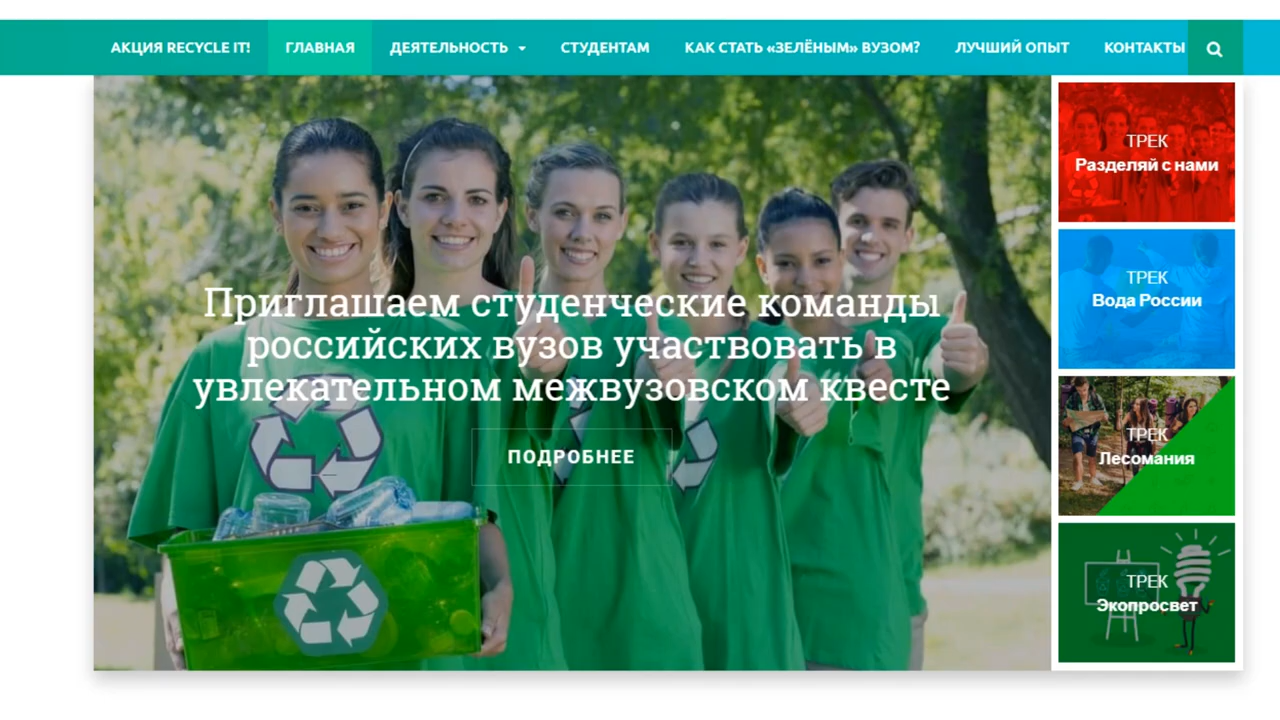 АКЦИЯ RECYCLE IT! ГЛАВНАЯ ДЕЯТЕЛЬНОСТЬ СТУДЕНТАМ КАК СТАТЬ «ЗЕЛЁНЫМ» ВУЗОМ? ЛУЧШИЙ ОПЫТ КОНТАКТЫ
Приглашаем студенческие команды
российских вузов участвовать в
увлекательном межвузовском квесте
ПОДРОБНЕЕ
ТРЕК
Разделяй с нами
ТРЕК
Вода России
ТРЕК
Лесомания
ТРЕК
Экопросвет